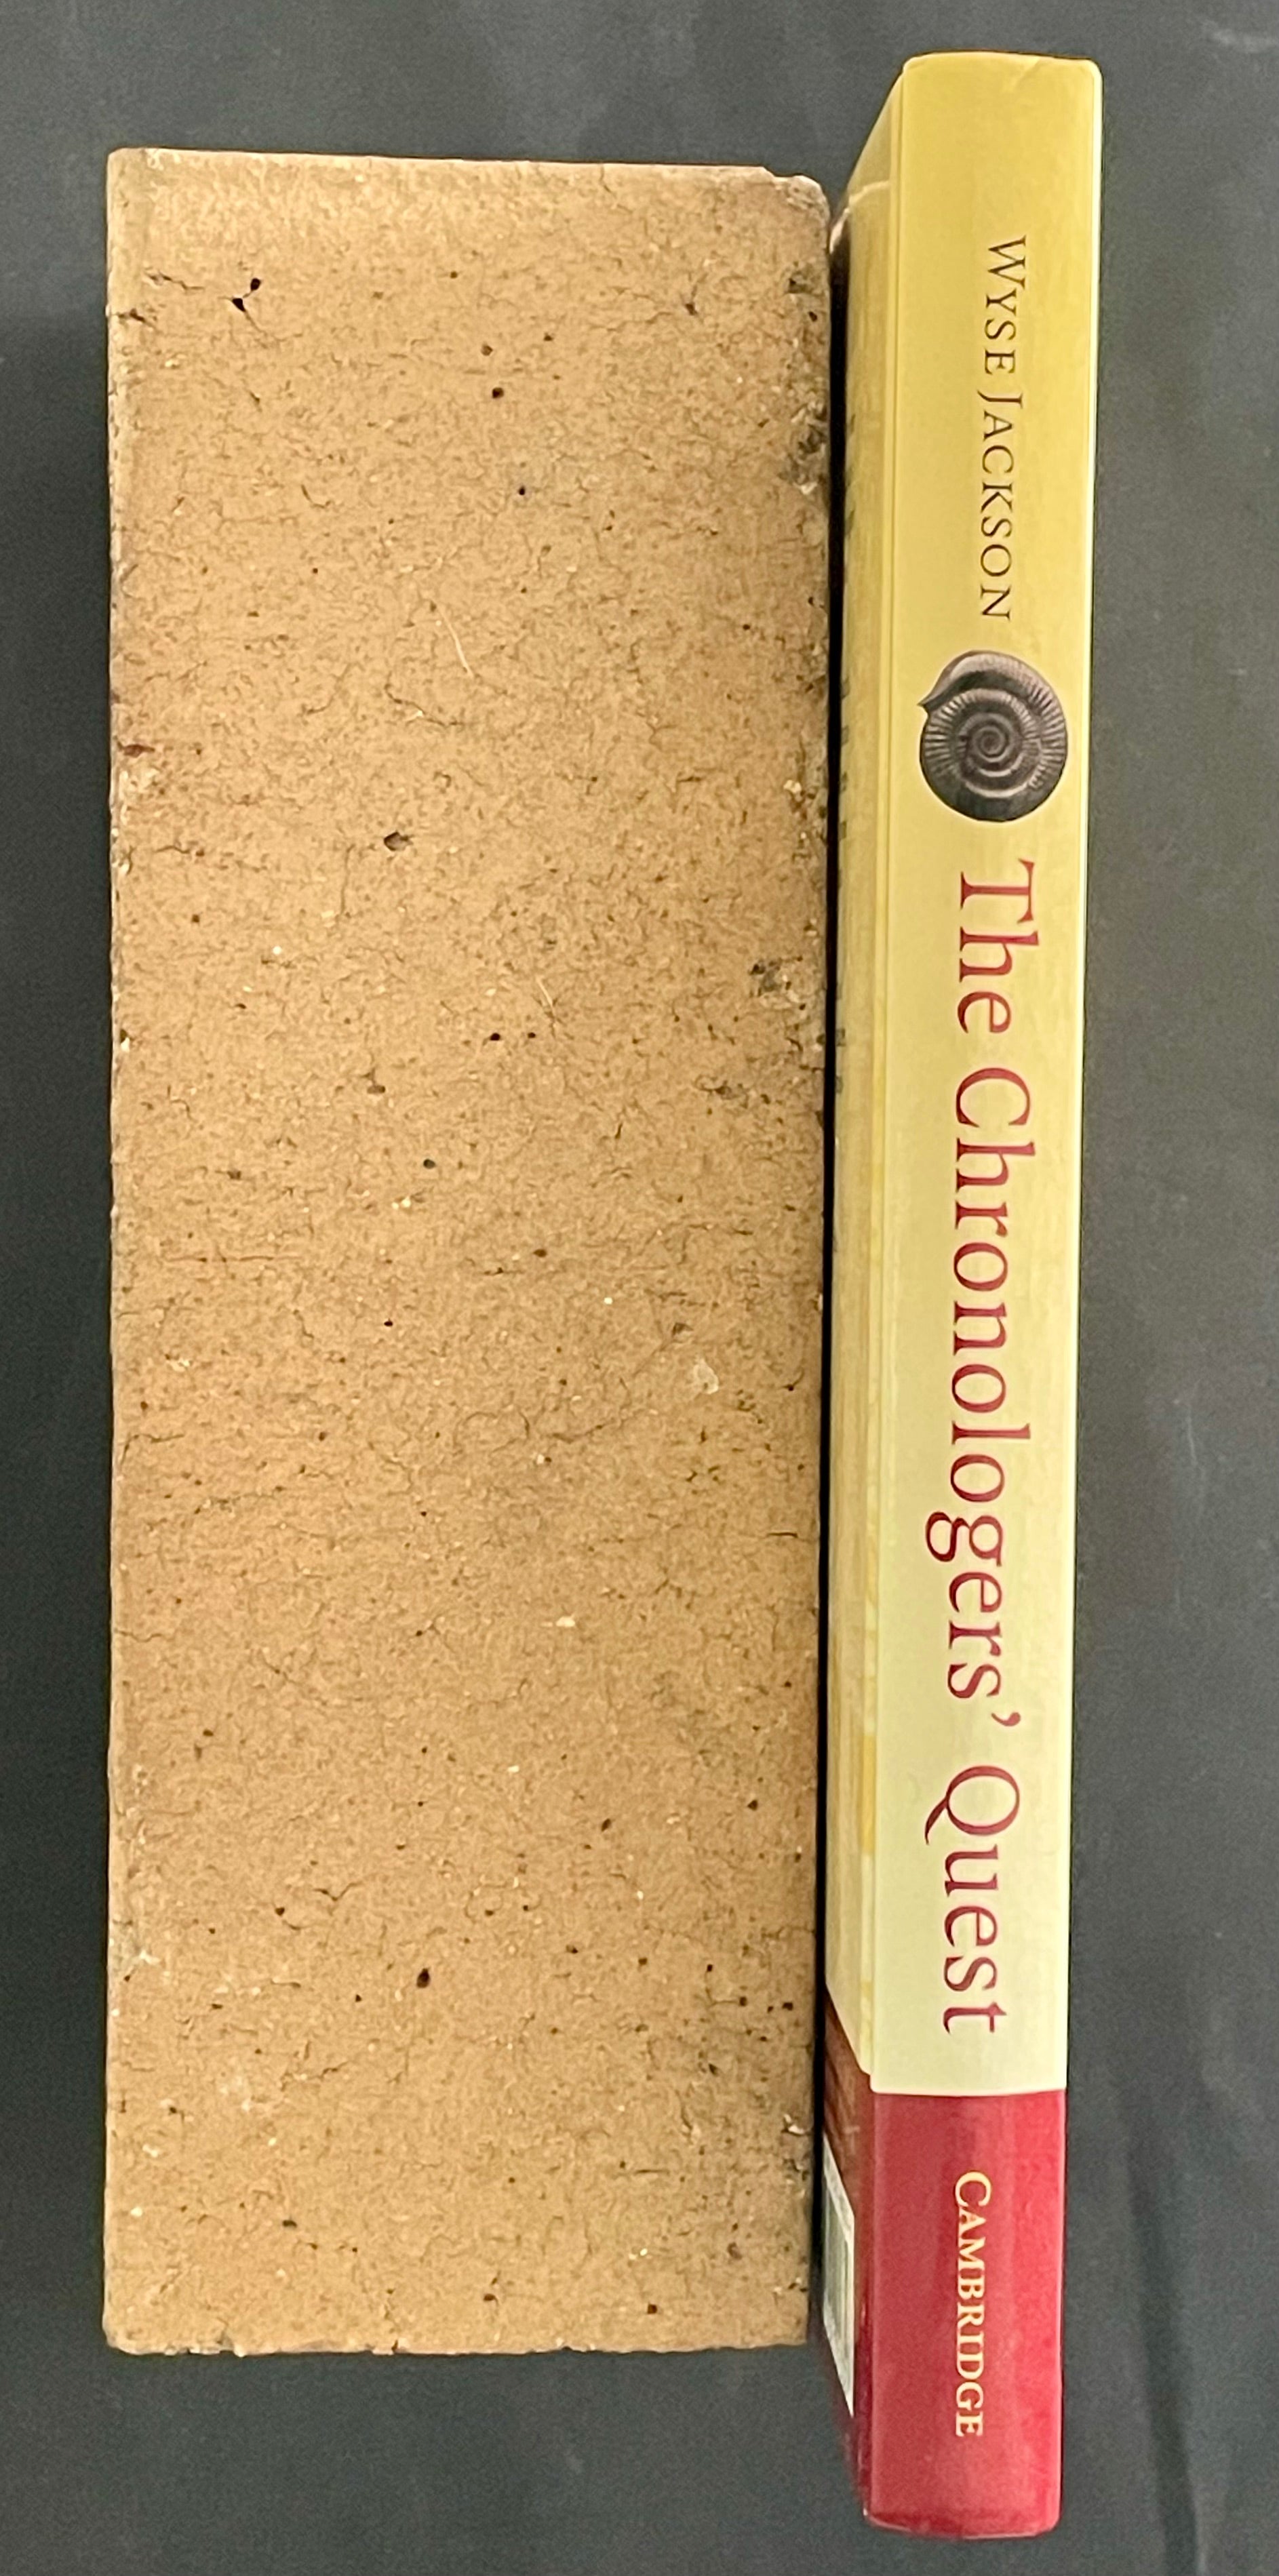 WYSE JACKSON
The Chronologers’ Quest
CAMBRIDGE